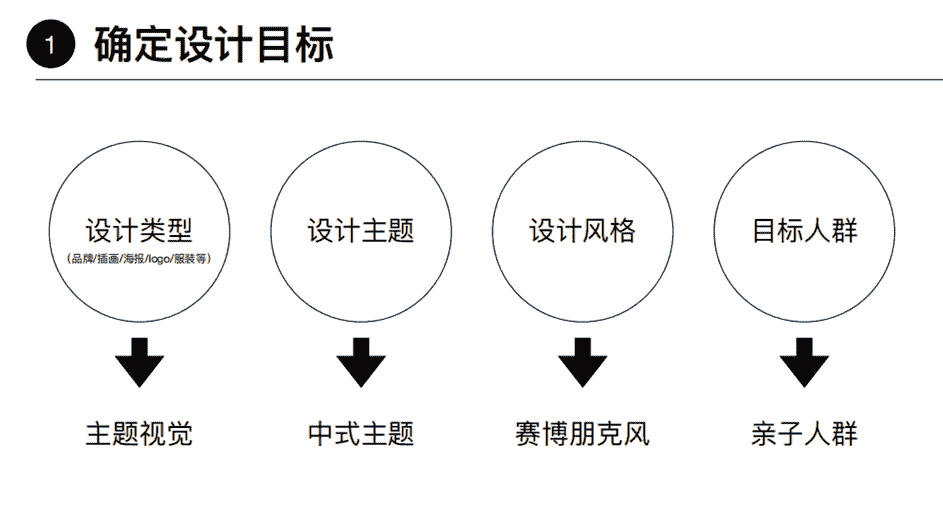 1 确定设计目标
设计类型
（品牌/插画/海报/logo/服装等）
设计主题
设计风格
目标人群
主题视觉
中式主题
赛博朋克风
亲子人群